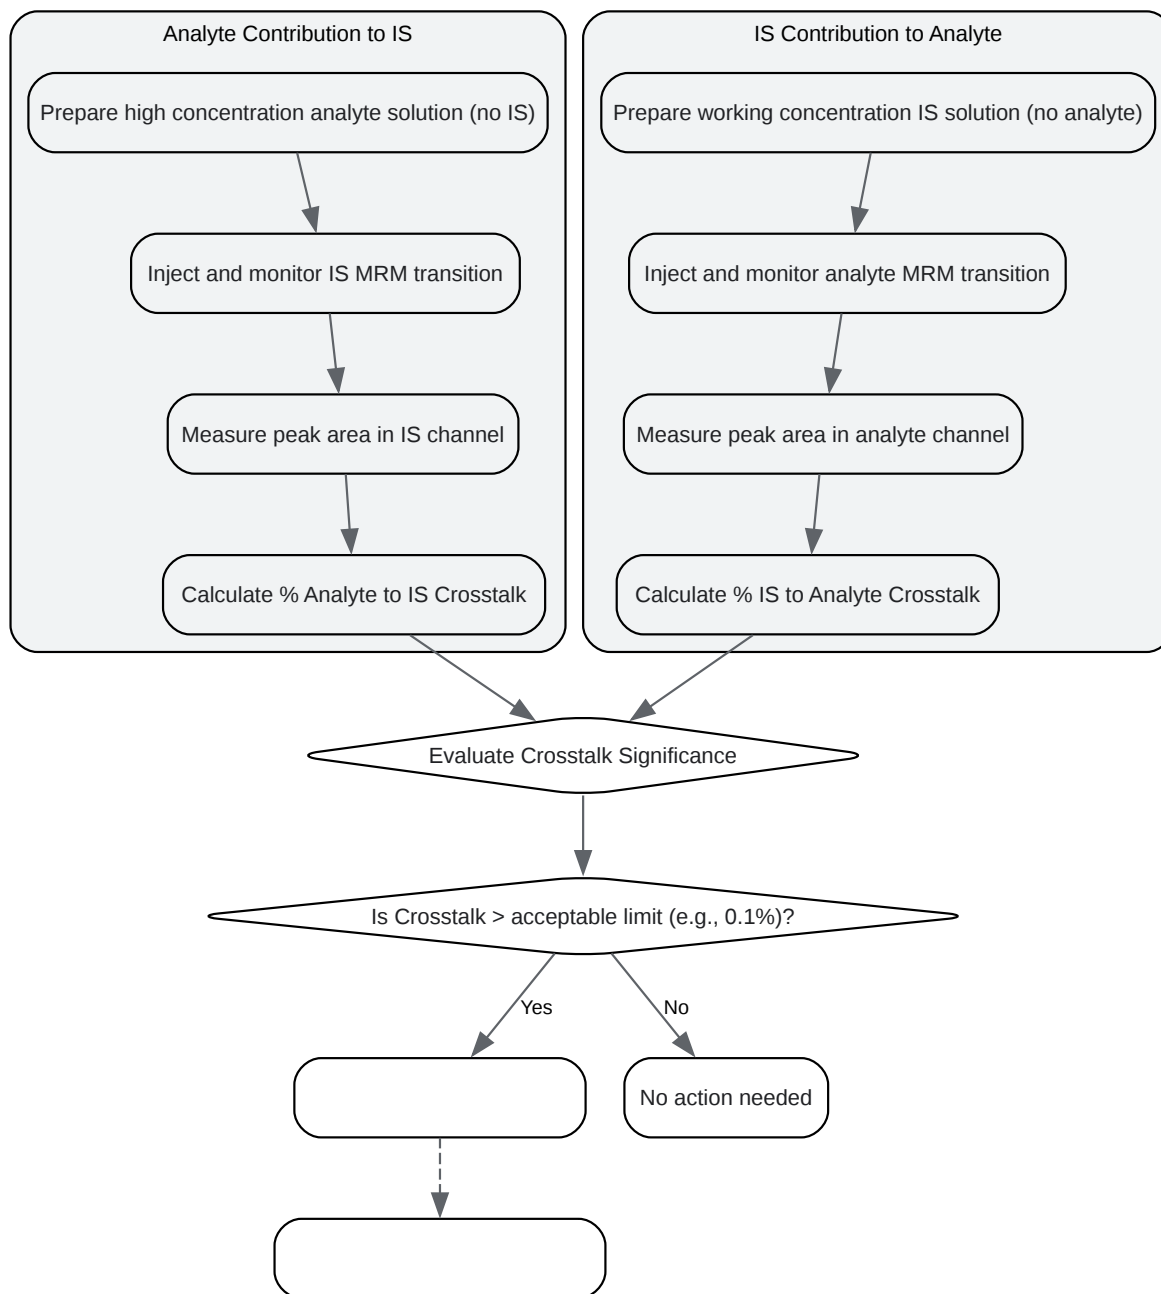 Analyte Contribution to IS
Prepare high concentration analyte solution (no IS)
Inject and monitor IS MRM transition
Measure peak area in IS channel
Calculate % Analyte to IS Crosstalk
IS Contribution to Analyte
Prepare working concentration IS solution (no analyte)
Inject and monitor analyte MRM transition
Measure peak area in analyte channel
Calculate % IS to Analyte Crosstalk
Evaluate Crosstalk Significance
Is Crosstalk > acceptable limit (e.g., 0.1%)?
Yes
No
No action needed